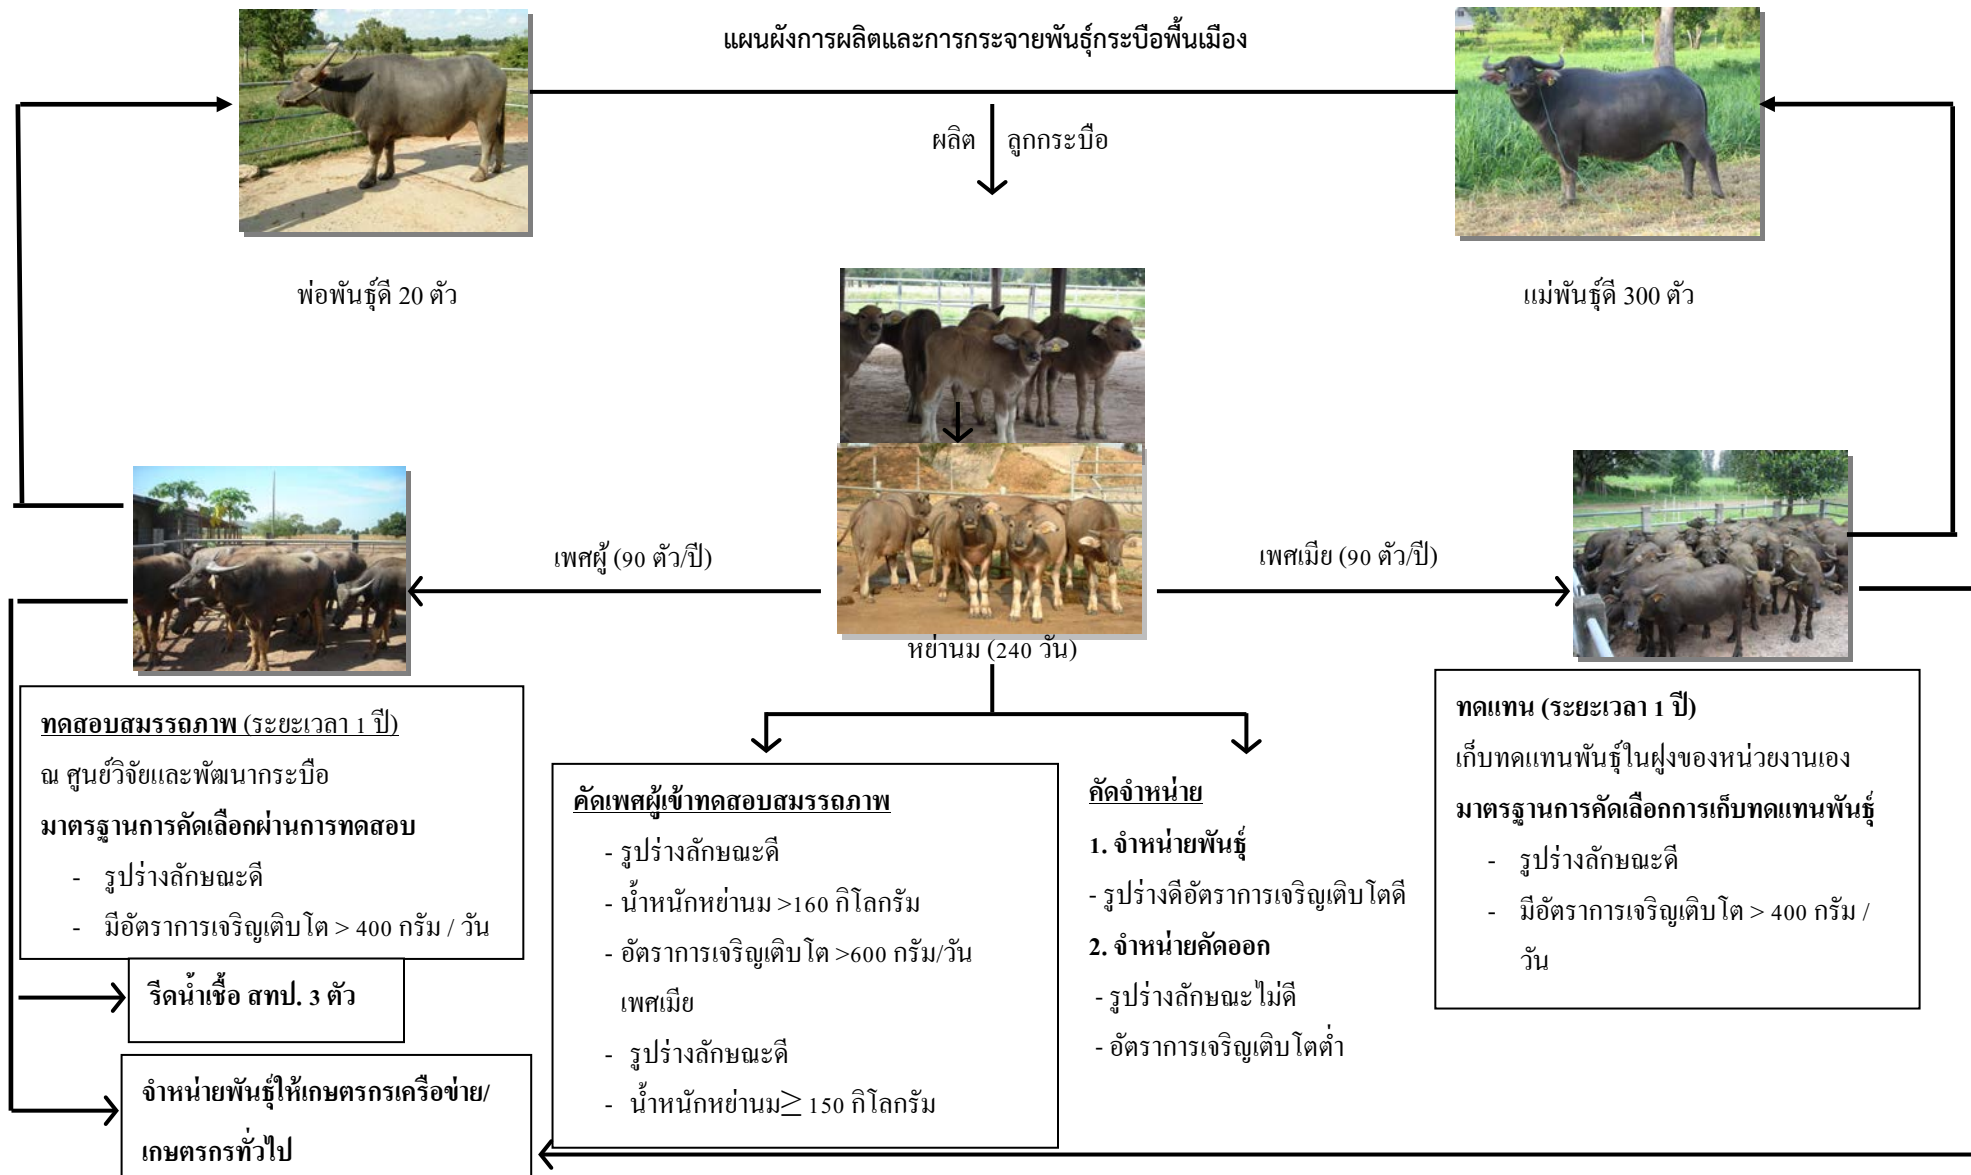 แผนผังการผลิตและการกระจายพันธุ์กระบือพื้นเมือง
ผลิต ลูกกระบือ
พ่อพันธุ์ดี 20 ตัว
แม่พันธุ์ดี 300 ตัว
เพศผู้ (90 ตัว/ปี)
เพศเมีย (90 ตัว/ปี)
หย่านม (240 วัน)
ทดสอบสมรรถภาพ (ระยะเวลา 1 ปี)
ณ ศูนย์วิจัยและพัฒนากระบือ
มาตรฐานการคัดเลือกผ่านการทดสอบ
- รูปร่างลักษณะดี
- มีอัตราการเจริญเติบโต > 400 กรัม / วัน
รีดน้ำเชื้อ สทป. 3 ตัว
จำหน่ายพันธุ์ให้เกษตรกรเครือข่าย/
เกษตรกรทั่วไป
คัดเพศผู้เข้าทดสอบสมรรถภาพ
- รูปร่างลักษณะดี
- น้ำหนักหย่านม >160 กิโลกรัม
- อัตราการเจริญเติบโต >600 กรัม/วัน
เพศเมีย
- รูปร่างลักษณะดี
- น้ำหนักหย่านม≥ 150 กิโลกรัม
คัดจำหน่าย
1. จำหน่ายพันธุ์
- รูปร่างดีอัตราการเจริญเติบโตดี
2. จำหน่ายคัดออก
- รูปร่างลักษณะไม่ดี
- อัตราการเจริญเติบโตต่ำ
ทดแทน (ระยะเวลา 1 ปี)
เก็บทดแทนพันธุ์ในฝูงของหน่วยงานเอง
มาตรฐานการคัดเลือกการเก็บทดแทนพันธุ์
- รูปร่างลักษณะดี
- มีอัตราการเจริญเติบโต > 400 กรัม /
วัน